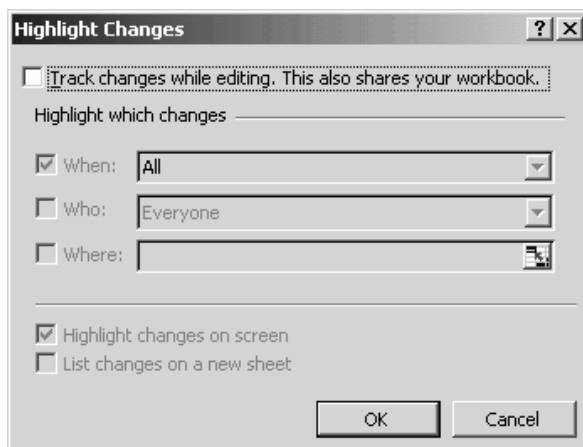 Highlight Changes
Track changes while editing. This also shares your workbook.
Highlight which changes
When: All
Who: Everyone
Where:
Highlight changes on screen
List changes on a new sheet
OK Cancel